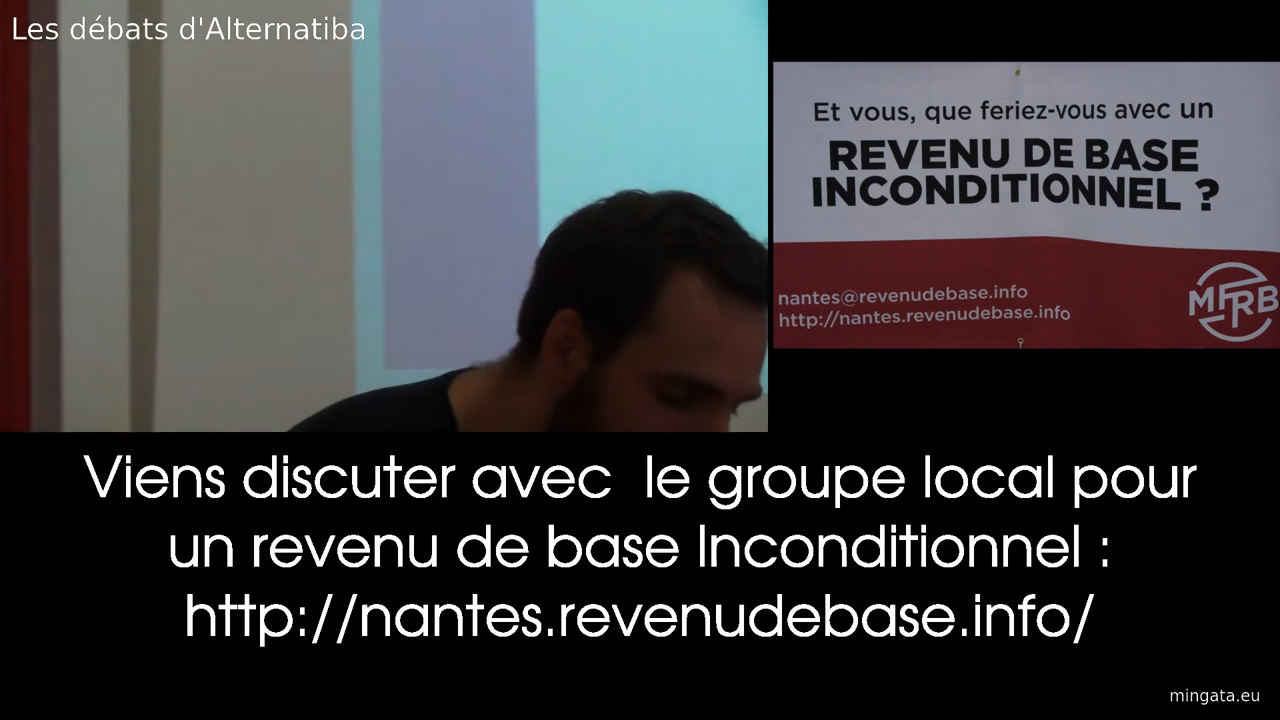 Les débats d'Alternatiba
Et vous, que feriez-vous avec un
REVENU DE BASE
INCONDITIONNEL ?
nantes@revenudebase.info
http://nantes.revenudebase.info
MFRB
Viens discuter avec le groupe local pour
un revenu de base Inconditionnel :
http://nantes.revenudebase.info/
mingata.eu